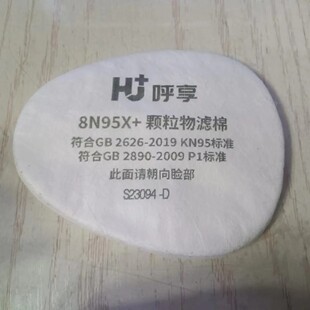 HJ+ 呼享
8N95X+ 颗粒物滤棉
符合GB 2626-2019 KN95标准
符合GB 2890-2009 P1标准
此面请朝向脸部
S23094 -D